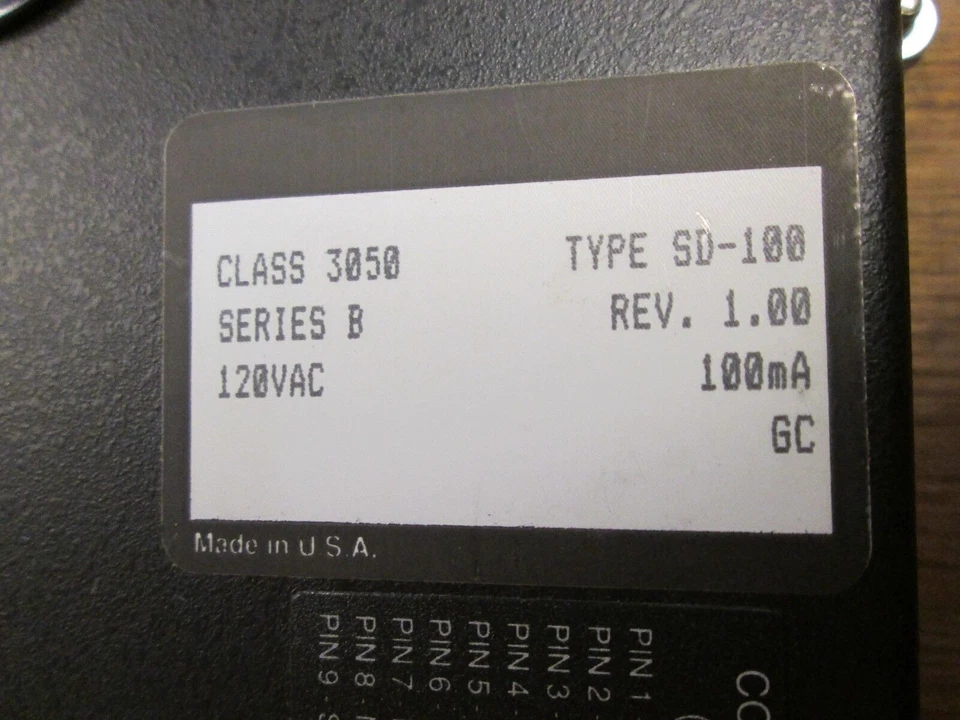 CLASS 3050 TYPE SD-100
SERIES B REV. 1.00
120VAC 100mA
GC
Made in U.S.A.
PIN 1 -
PIN 2 -
PIN 3 -
PIN 4 -
PIN 5 -
PIN 6 -
PIN 7
PIN 8 -
PIN 9 - S